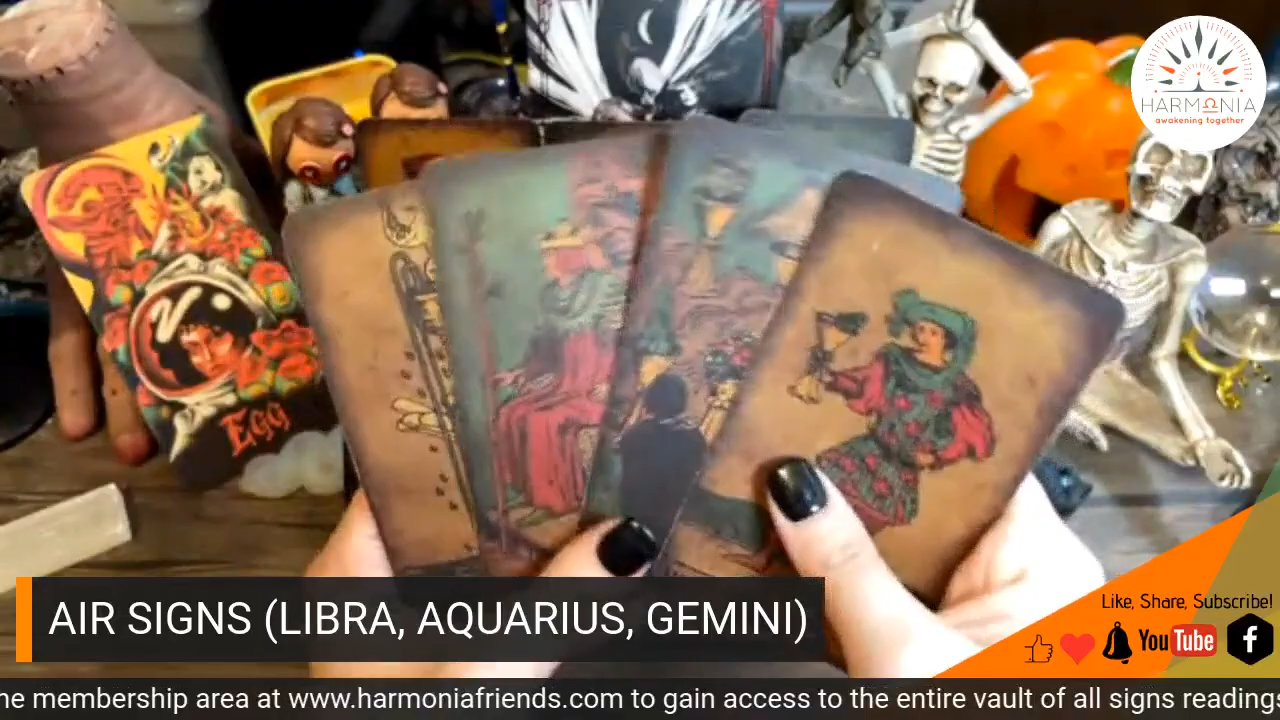 HARMONIA
awakening together
EGG
AIR SIGNS (LIBRA, AQUARIUS, GEMINI)
Like, Share, Subscribe!
YouTube
he membership area at www.harmoniafriends.com to gain access to the entire vault of all signs readings